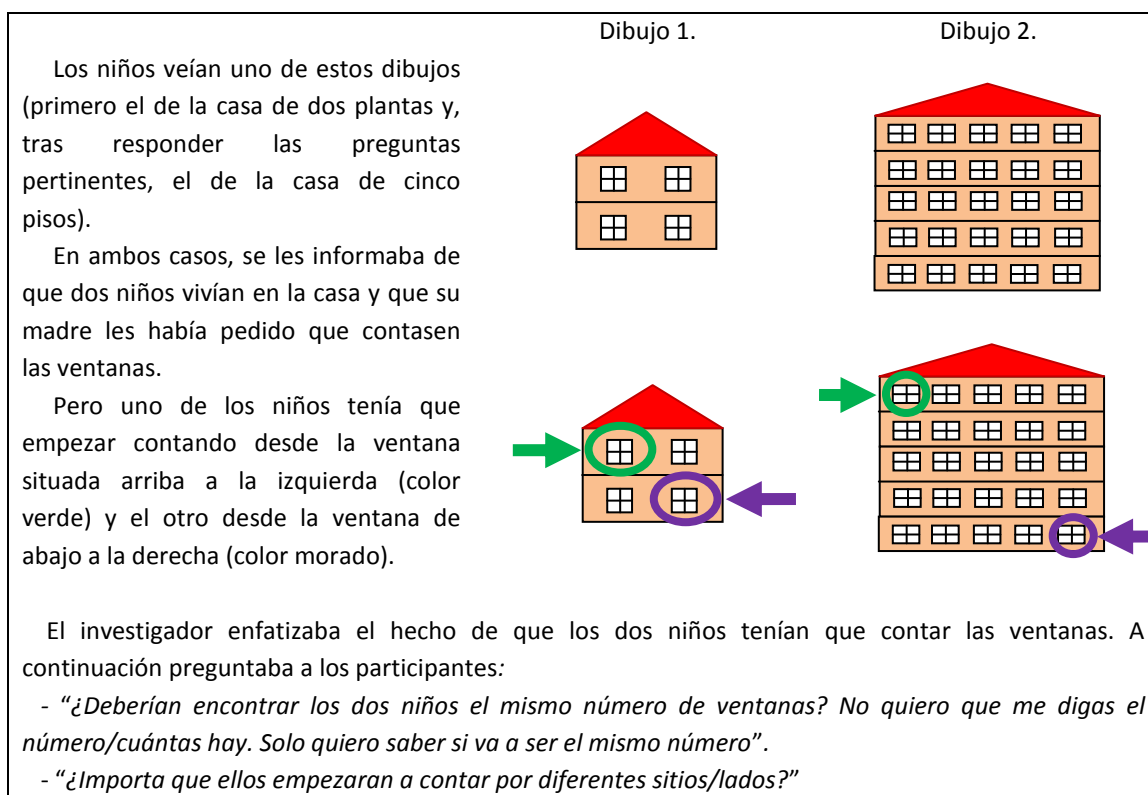 Dibujo 1.
Dibujo 2.
Los niños veían uno de estos dibujos
(primero el de la casa de dos plantas y,
tras responder las preguntas
pertinentes, el de la casa de cinco
pisos).
En ambos casos, se les informaba de
que dos niños vivían en la casa y que su
madre les había pedido que contasen
las ventanas.
Pero uno de los niños tenía que
empezar contando desde la ventana
situada arriba a la izquierda (color
verde) y el otro desde la ventana de
abajo a la derecha (color morado).
El investigador enfatizaba el hecho de que los dos niños tenían que contar las ventanas. A
continuación preguntaba a los participantes:
- “¿Deberían encontrar los dos niños el mismo número de ventanas? No quiero que me digas el
número/cuántas hay. Solo quiero saber si va a ser el mismo número”.
- “¿Importa que ellos empezaran a contar por diferentes sitios/lados?”